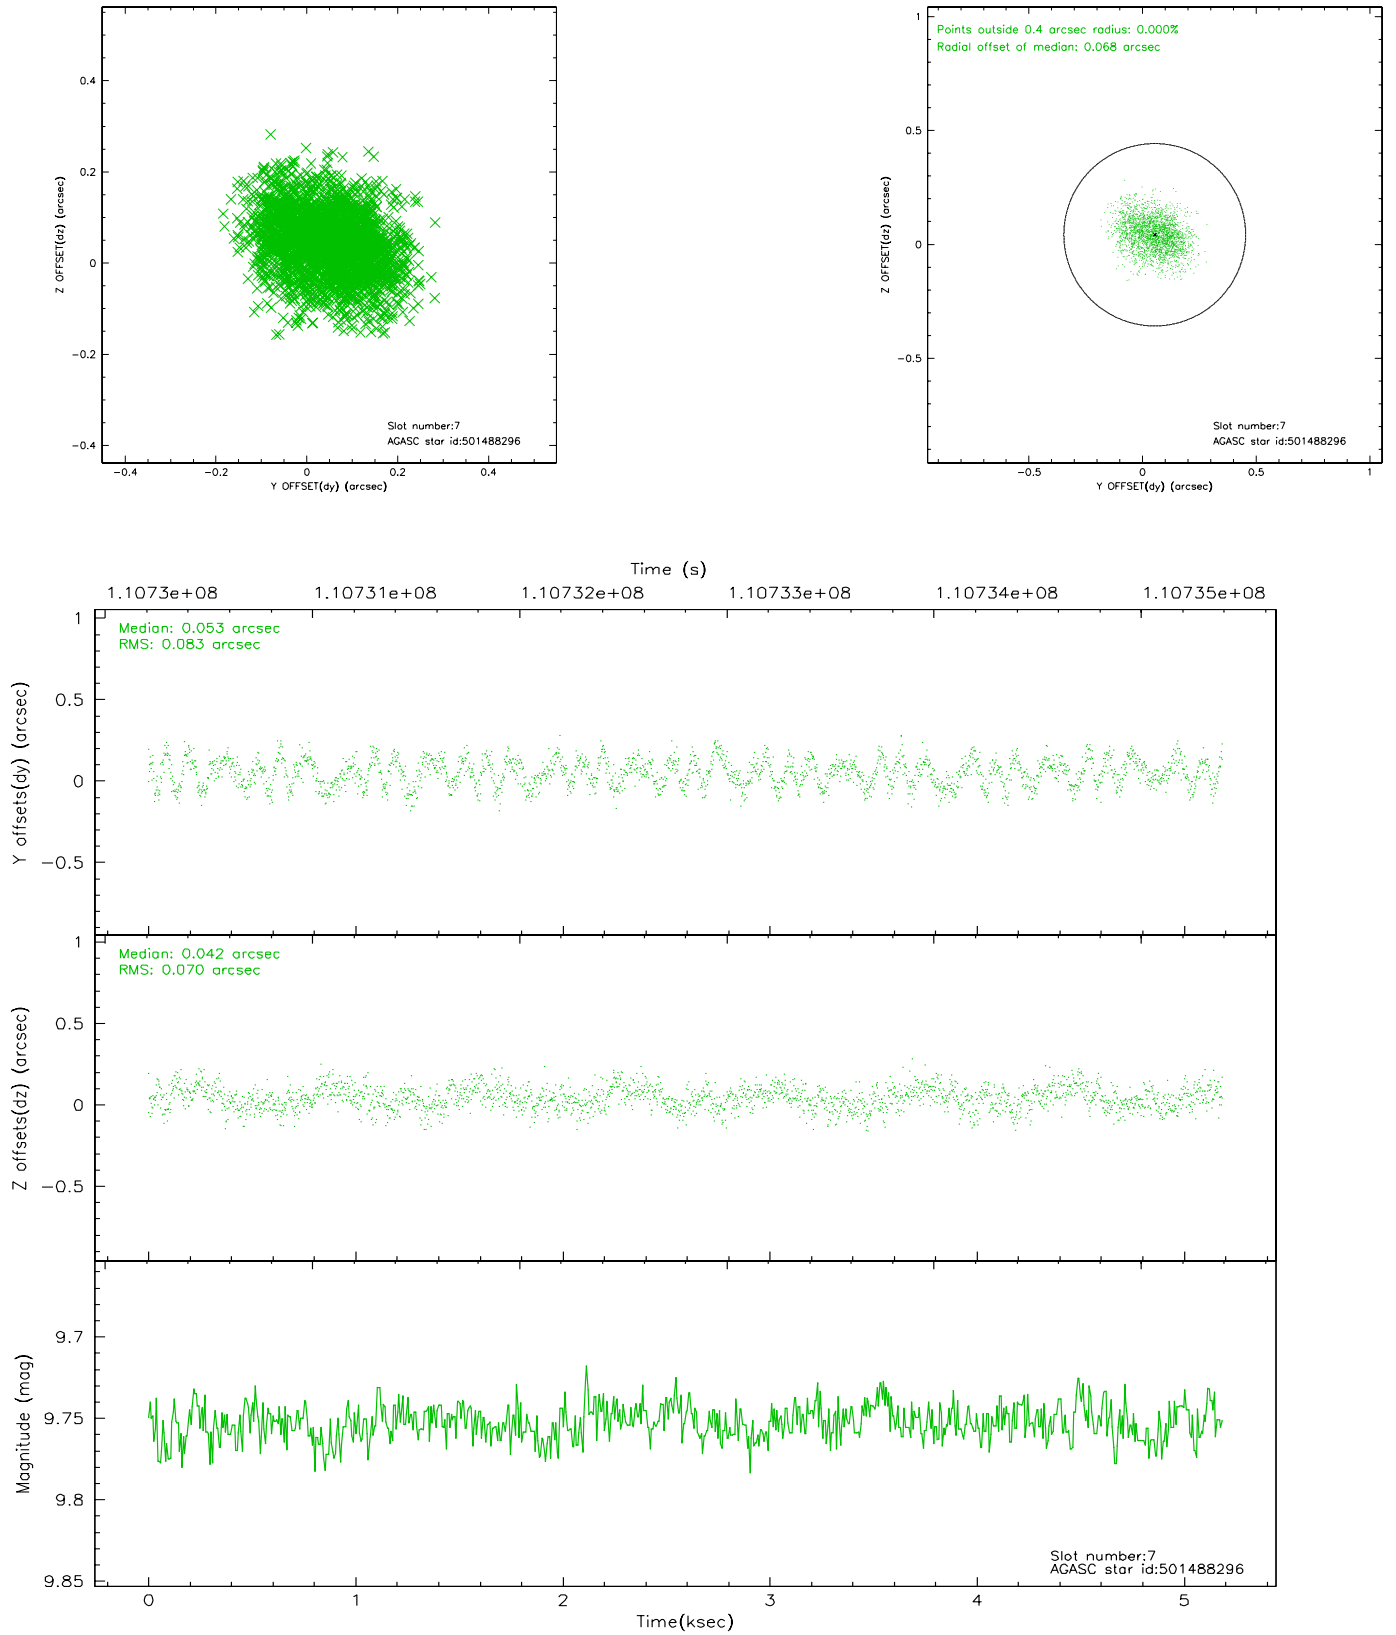 0.4
0.2
0
-0.2
-0.4
Z OFFSET(dz) (arcsec)
Slot number:7
AGASC star id:501488296
-0.4 -0.2 0 0.2 0.4
Y OFFSET(dy) (arcsec)
Points outside 0.4 arcsec radius: 0.000%
Radial offset of median: 0.068 arcsec
1
0.5
0
-0.5
Z OFFSET(dz) (arcsec)
Slot number:7
AGASC star id:501488296
-0.5 0 0.5 1
Y OFFSET(dy) (arcsec)
Time (s)
1.1073e+08 1.10731e+08 1.10732e+08 1.10733e+08 1.10734e+08 1.10735e+08
Median: 0.053 arcsec
RMS: 0.083 arcsec
1
0.5
0
-0.5
Y offsets(dy) (arcsec)
Median: 0.042 arcsec
RMS: 0.070 arcsec
1
0.5
0
-0.5
Z offsets(dz) (arcsec)
9.7
9.75
9.8
9.85
Magnitude (mag)
Slot number:7
AGASC star id:501488296
0 1 2 3 4 5
Time(ksec)